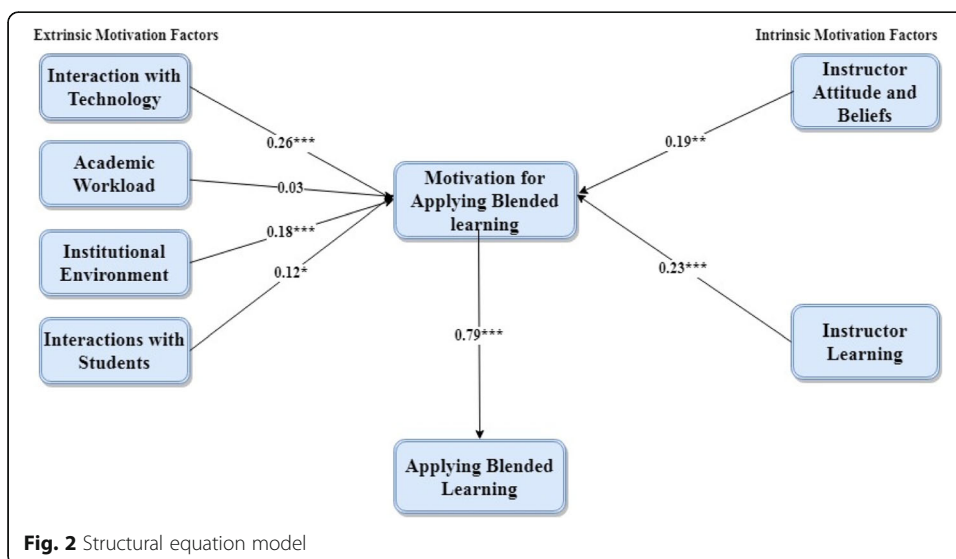 Extrinsic Motivation Factors
Intrinsic Motivation Factors
Interaction with
Technology
Instructor
Attitude and
Beliefs
0.26***
0.19**
Academic
Workload
0.03
Motivation for
Applying Blended
learning
Institutional
Environment
0.18***
0.12*
0.23***
Interactions with
Students
Instructor
Learning
0.79***
Applying Blended
Learning
Fig. 2 Structural equation model